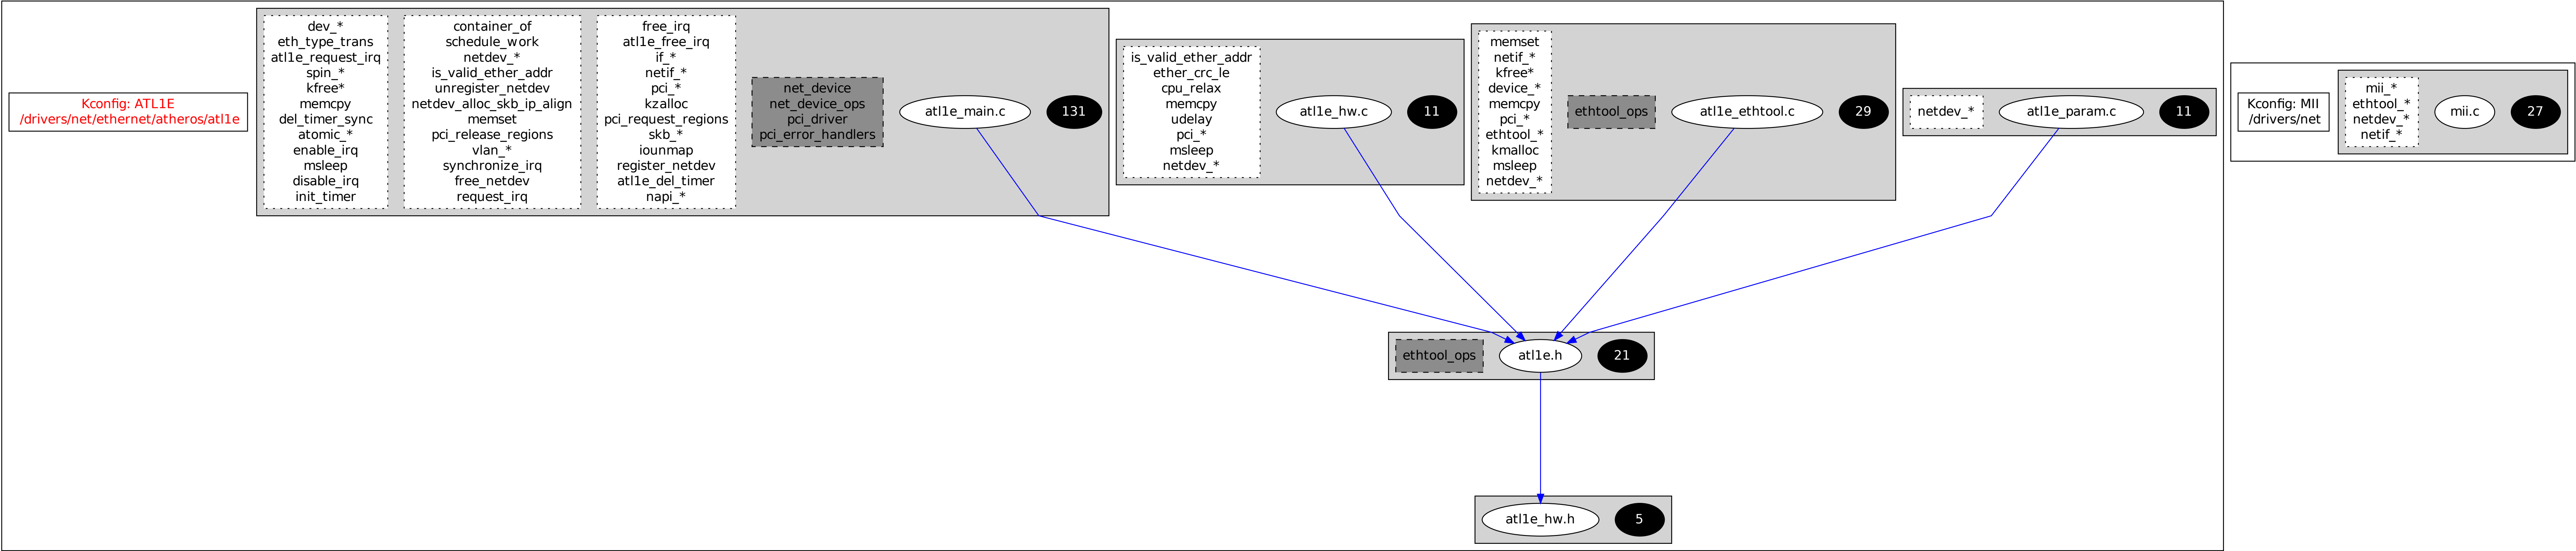 Kconfig: ATL1E
/drivers/net/ethernet/atheros/atl1e
dev_*
eth_type_trans
atl1e_request_irq
spin_*
kfree*
memcpy
del_timer_sync
atomic_*
enable_irq
msleep
disable_irq
init_timer
container_of
schedule_work
netdev_*
is_valid_ether_addr
unregister_netdev
netdev_alloc_skb_ip_align
memset
pci_release_regions
vlan_*
synchronize_irq
free_netdev
request_irq
free_irq
atl1e_free_irq
if_*
netif_*
pci_*
kzalloc
pci_request_regions
skb_*
iounmap
register_netdev
atl1e_del_timer
napi_*
net_device
net_device_ops
pci_driver
pci_error_handlers
atl1e_main.c
131
is_valid_ether_addr
ether_crc_le
cpu_relax
memcpy
udelay
pci_*
msleep
netdev_*
atl1e_hw.c
11
memset
netif_*
kfree*
device_*
memcpy
pci_*
ethtool_*
kmalloc
msleep
netdev_*
ethtool_ops
atl1e_ethtool.c
29
netdev_*
atl1e_param.c
11
Kconfig: MII
/drivers/net
mii_*
ethtool_*
netdev_*
netif_*
mii.c
27
ethtool_ops
atl1e.h
21
atl1e_hw.h
5